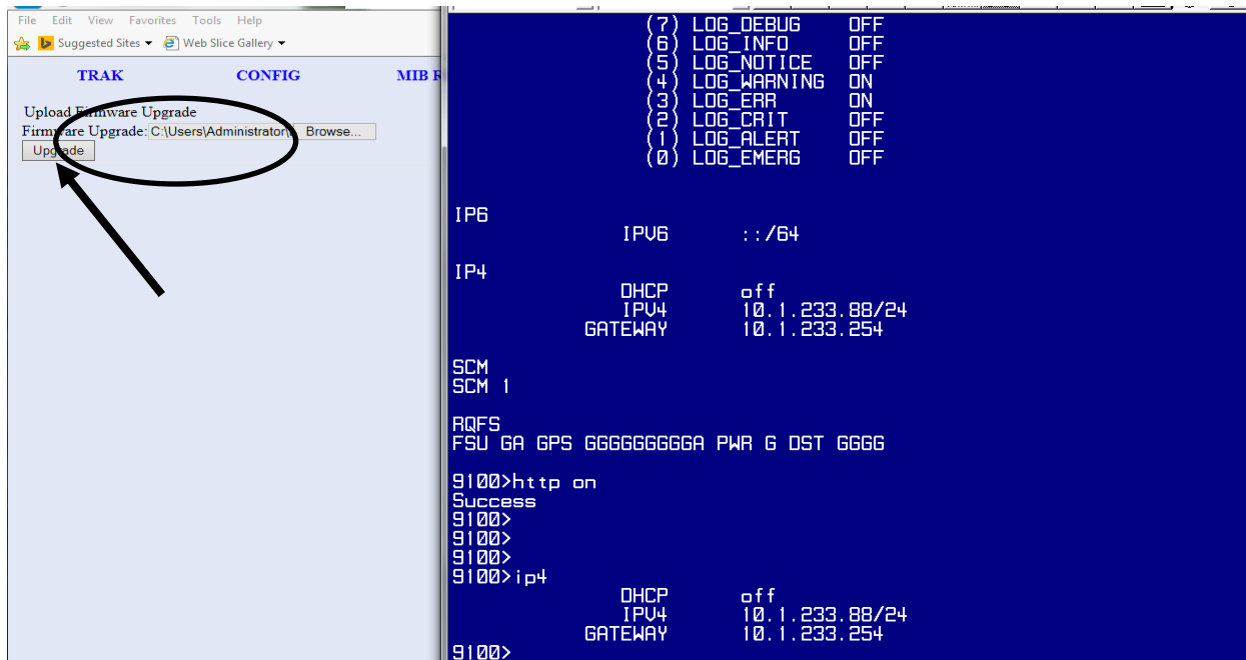 File Edit View Favorites Tools Help
Suggested Sites Web Slice Gallery
TRAK CONFIG MIB
Upload Firmware Upgrade
Firmware Upgrade: C:\Users\Administrator\ Browse...
Upgrade
(7) LOG_DEBUG OFF
(6) LOG_INFO OFF
(5) LOG_NOTICE OFF
(4) LOG_WARNING ON
(3) LOG_ERR ON
(2) LOG_CRIT OFF
(1) LOG_ALERT OFF
(0) LOG_EMERG OFF
IP6
IPV6 ::/64
IP4
DHCP off
IPV4 10.1.233.88/24
GATEWAY 10.1.233.254
SCM
SCM 1
RQFS
FSU GA GPS GGGGGGGGGA PWR G DST GGGG
9100>http on
Success
9100>
9100>
9100>
9100>ip4
DHCP off
IPV4 10.1.233.88/24
GATEWAY 10.1.233.254
9100>